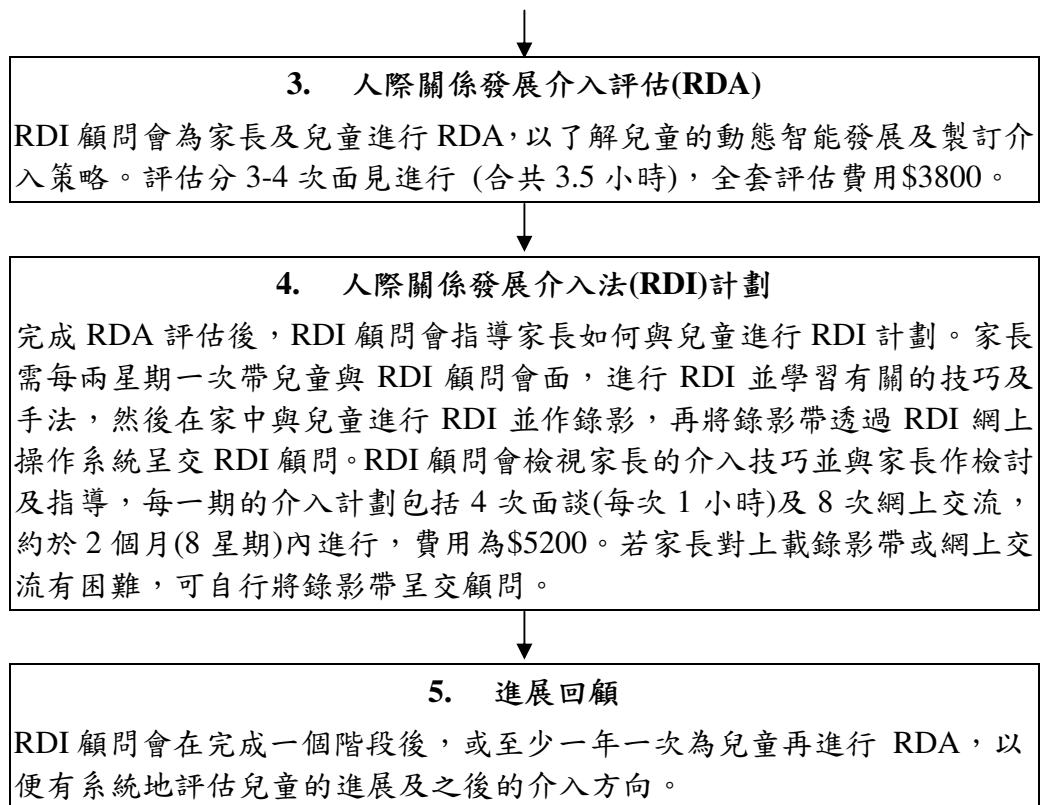 3. 人際關係發展介入評估(RDA)
RDI 顧問會為家長及兒童進行 RDA,以了解兒童的動態智能發展及製訂介
入策略。評估分 3-4 次面見進行 (合共 3.5 小時),全套評估費用$3800。
4. 人際關係發展介入法(RDI)計劃
完成 RDA 評估後,RDI 顧問會指導家長如何與兒童進行 RDI 計劃。家長
需每兩星期一次帶兒童與 RDI 顧問會面,進行 RDI 並學習有關的技巧及
手法,然後在家中與兒童進行 RDI 並作錄影,再將錄影帶透過 RDI 網上
操作系統呈交 RDI 顧問。RDI 顧問會檢視家長的介入技巧並與家長作檢討
及指導,每一期的介入計劃包括 4 次面談(每次 1 小時)及 8 次網上交流,
約於 2 個月(8 星期)內進行,費用為$5200。若家長對上載錄影帶或網上交
流有困難,可自行將錄影帶呈交顧問。
5. 進展回顧
RDI 顧問會在完成一個階段後,或至少一年一次為兒童再進行 RDA,以
便有系統地評估兒童的進展及之後的介入方向。